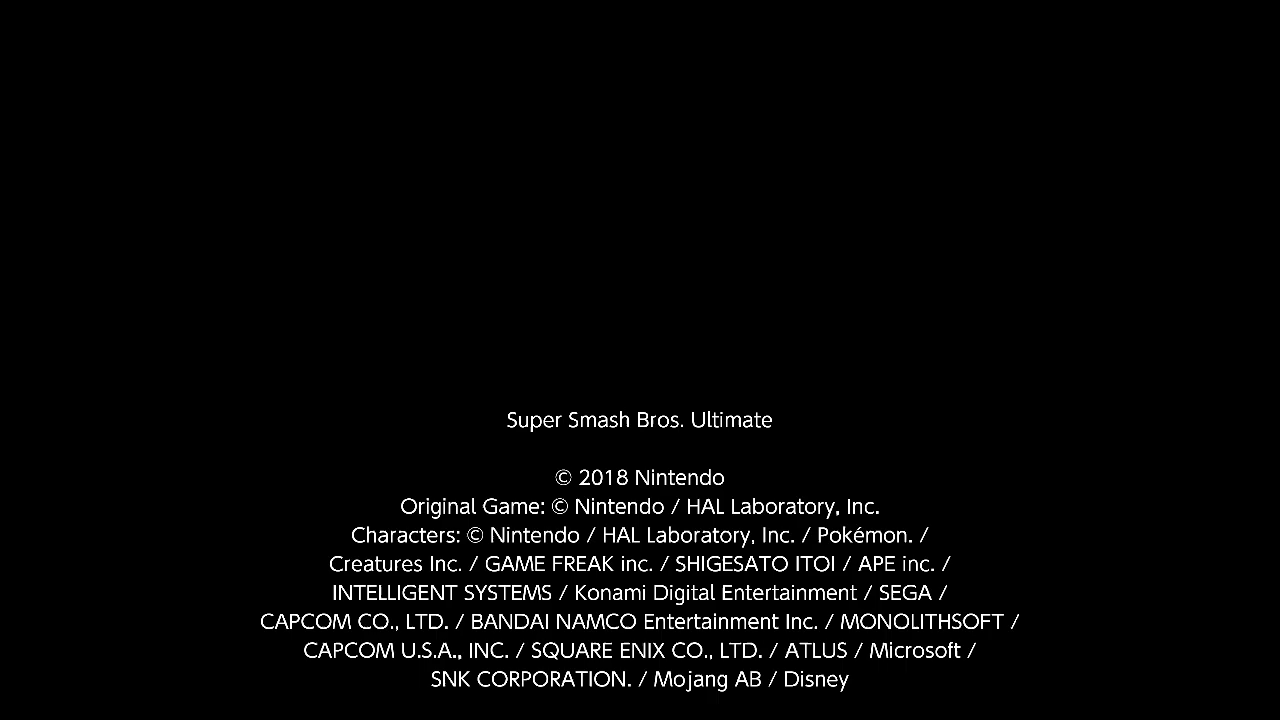 Super Smash Bros. Ultimate
© 2018 Nintendo
Original Game: © Nintendo / HAL Laboratory, Inc.
Characters: © Nintendo / HAL Laboratory, Inc. / Pokémon. /
Creatures Inc. / GAME FREAK inc. / SHIGESATO ITOI / APE inc. /
INTELLIGENT SYSTEMS / Konami Digital Entertainment / SEGA /
CAPCOM CO., LTD. / BANDAI NAMCO Entertainment Inc. / MONOLITHSOFT /
CAPCOM U.S.A., INC. / SQUARE ENIX CO., LTD. / ATLUS / Microsoft /
SNK CORPORATION. / Mojang AB / Disney